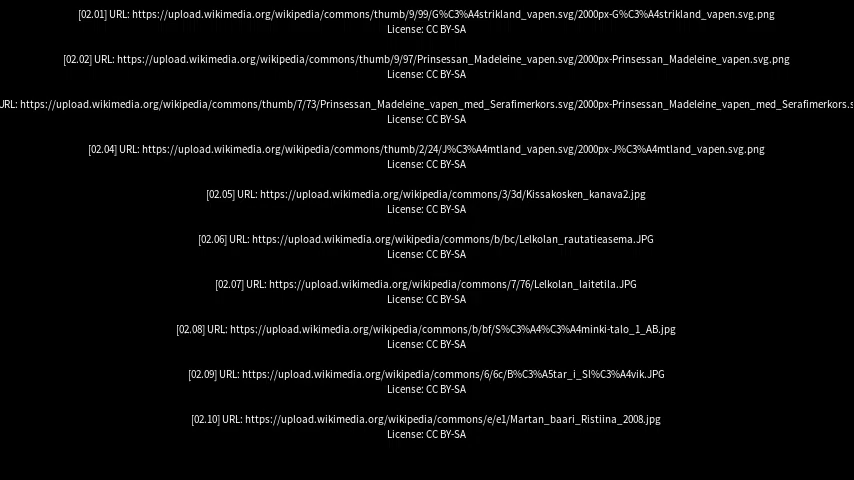 [02.01] URL: https://upload.wikimedia.org/wikipedia/commons/thumb/9/99/G%C3%A4strikland_vapen.svg/2000px-G%C3%A4strikland_vapen.svg.png
License: CC BY-SA
[02.02] URL: https://upload.wikimedia.org/wikipedia/commons/thumb/9/97/Prinsessan_Madeleine_vapen.svg/2000px-Prinsessan_Madeleine_vapen.svg.png
License: CC BY-SA
URL: https://upload.wikimedia.org/wikipedia/commons/thumb/7/73/Prinsessan_Madeleine_vapen_med_Serafimerkors.svg/2000px-Prinsessan_Madeleine_vapen_med_Serafimerkors.s
License: CC BY-SA
[02.04] URL: https://upload.wikimedia.org/wikipedia/commons/thumb/2/24/J%C3%A4mtland_vapen.svg/2000px-J%C3%A4mtland_vapen.svg.png
License: CC BY-SA
[02.05] URL: https://upload.wikimedia.org/wikipedia/commons/3/3d/Kissakosken_kanava2.jpg
License: CC BY-SA
[02.06] URL: https://upload.wikimedia.org/wikipedia/commons/b/bc/Lelkolan_rautatieasema.JPG
License: CC BY-SA
[02.07] URL: https://upload.wikimedia.org/wikipedia/commons/7/76/Lelkolan_laitetila.JPG
License: CC BY-SA
[02.08] URL: https://upload.wikimedia.org/wikipedia/commons/b/bf/S%C3%A4%C3%A4minki-talo_1_AB.jpg
License: CC BY-SA
[02.09] URL: https://upload.wikimedia.org/wikipedia/commons/6/6c/B%C3%A5tar_i_Sl%C3%A4vik.JPG
License: CC BY-SA
[02.10] URL: https://upload.wikimedia.org/wikipedia/commons/e/e1/Martan_baari_Ristiina_2008.jpg
License: CC BY-SA